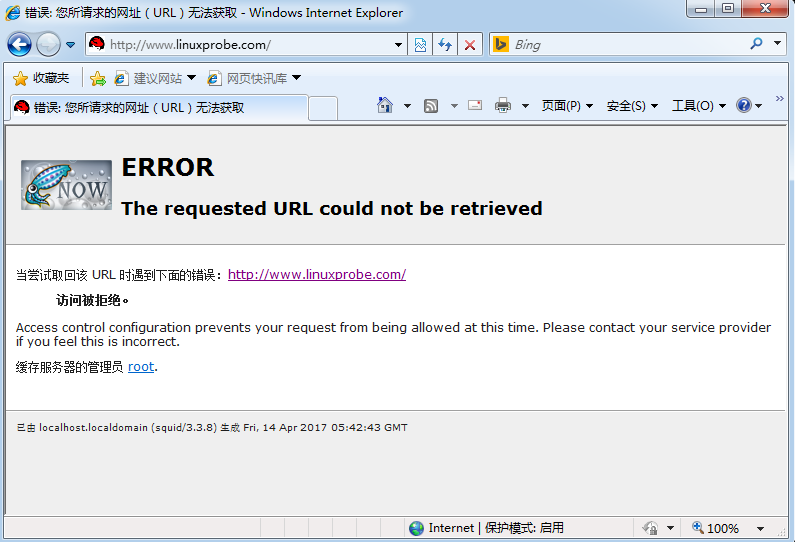 错误: 您所请求的网址（URL）无法获取 - Windows Internet Explorer
http://www.linuxprobe.com/
Bing
收藏夹
建议网站
网页快讯库
错误: 您所请求的网址（URL）无法获取
页面(P)
安全(S)
工具(O)
»
NOW
ERROR
The requested URL could not be retrieved
当尝试取回该 URL 时遇到下面的错误：http://www.linuxprobe.com/
访问被拒绝。
Access control configuration prevents your request from being allowed at this time. Please contact your service provider
if you feel this is incorrect.
缓存服务器的管理员 root.
已由 localhost.localdomain (squid/3.3.8) 生成 Fri, 14 Apr 2017 05:42:43 GMT
Internet | 保护模式: 启用
100%